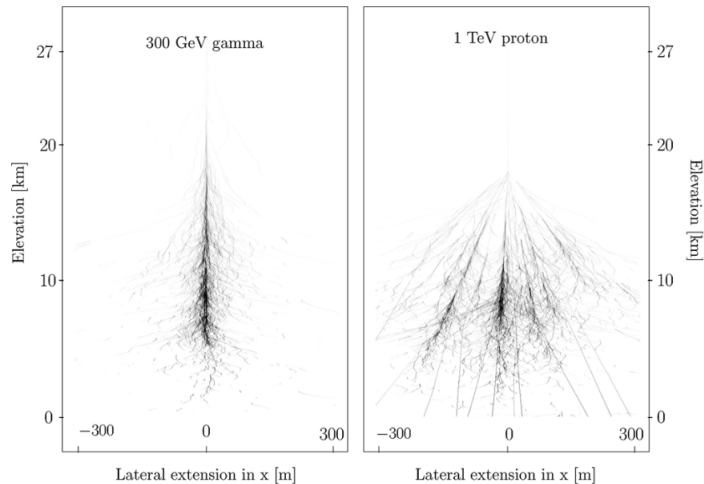 300 GeV gamma
27
20
10
0
Elevation [km]
−300
0
300
Lateral extension in x [m]
1 TeV proton
27
20
10
0
Elevation [km]
−300
0
300
Lateral extension in x [m]